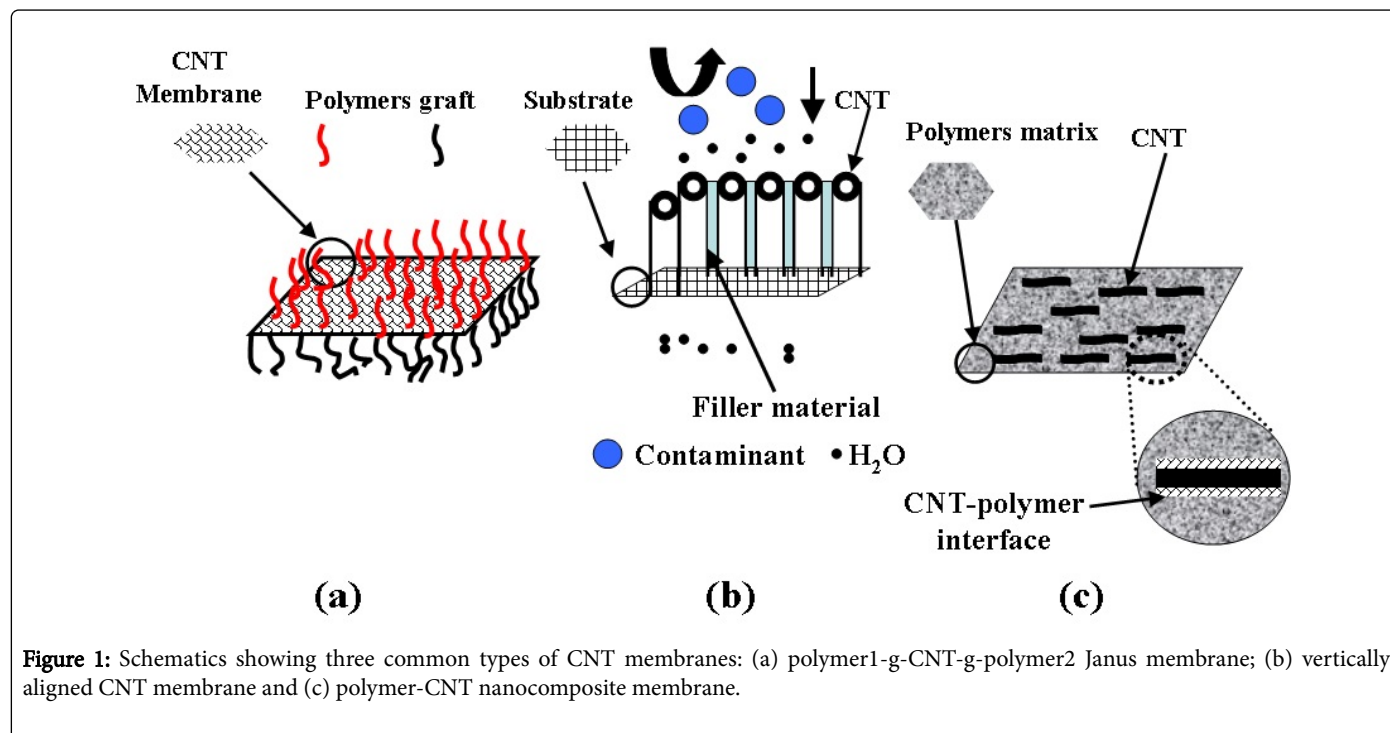 CNT
Membrane
Polymers graft
Substrate
CNT
Filler material
Contaminant
H₂O
Polymers matrix
CNT
CNT-polymer
interface
(a)
(b)
(c)
Figure 1: Schematics showing three common types of CNT membranes: (a) polymer1-g-CNT-g-polymer2 Janus membrane; (b) vertically
aligned CNT membrane and (c) polymer-CNT nanocomposite membrane.